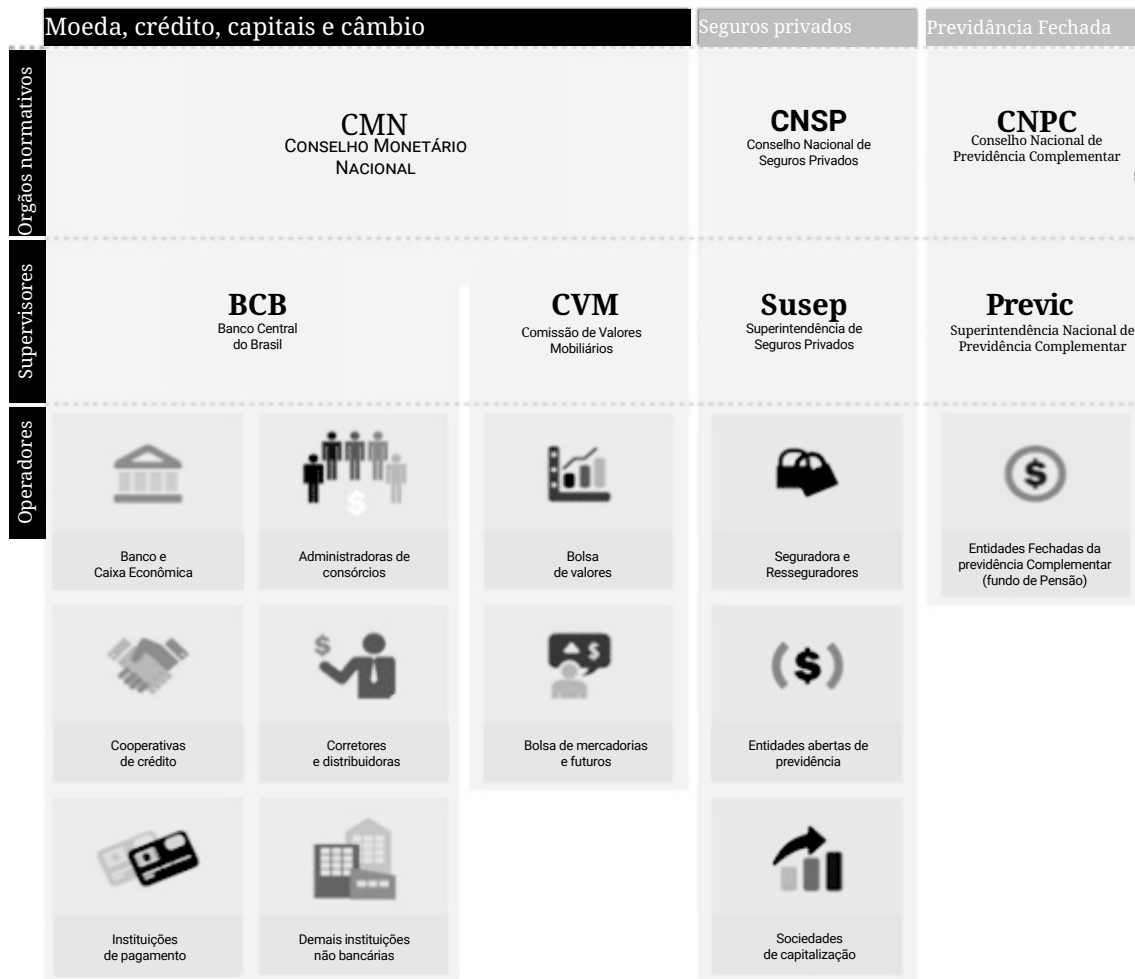 Moeda, crédito, capitais e câmbio
Seguros privados
Previdância Fechada
Orgãos normativos
CMN
CONSELHO MONETÁRIO
NACIONAL
CNSP
Conselho Nacional de
Seguros Privados
CNPC
Conselho Nacional de
Previdência Complementar
Supervisores
BCB
Banco Central
do Brasil
CVM
Comissão de Valores
Mobiliários
Susep
Superintendência de
Seguros Privados
Previc
Superintendência Nacional de
Previdência Complementar
Operadores
Banco e
Caixa Econômica
$
Administradoras de
consórcios
Bolsa
de valores
Seguradora e
Resseguradores
$
Entidades Fechadas da
previdência Complementar
(fundo de Pensão)
Cooperativas
de crédito
$
Corretores
e distribuidoras
$
Bolsa de mercadorias
e futuros
($)
Entidades abertas de
previdência
Instituições
de pagamento
Demais instituições
não bancárias
Sociedades
de capitalização